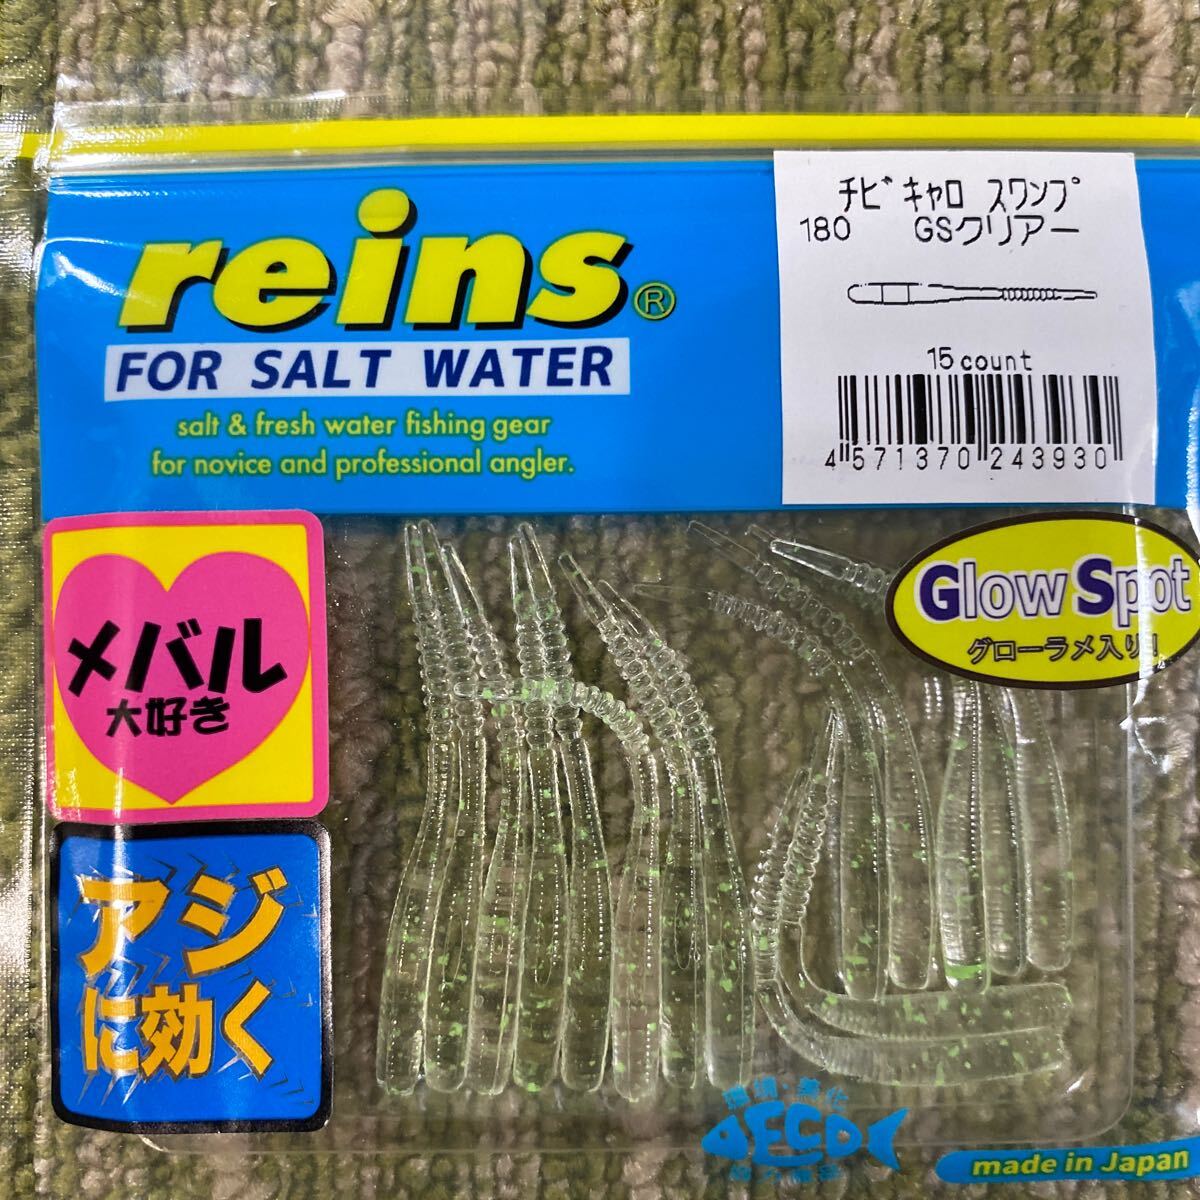 reins®
FOR SALT WATER
salt & fresh water fishing gear
for novice and professional angler.
ﾁﾋﾞｷｬﾛ ｽﾜﾝﾌﾟ
180 GSクリアー
15 count
4 571370 243930
Glow Spot
グローラメ入り!
メバル
大好き
アジ
に効く
ECO
made in Japan